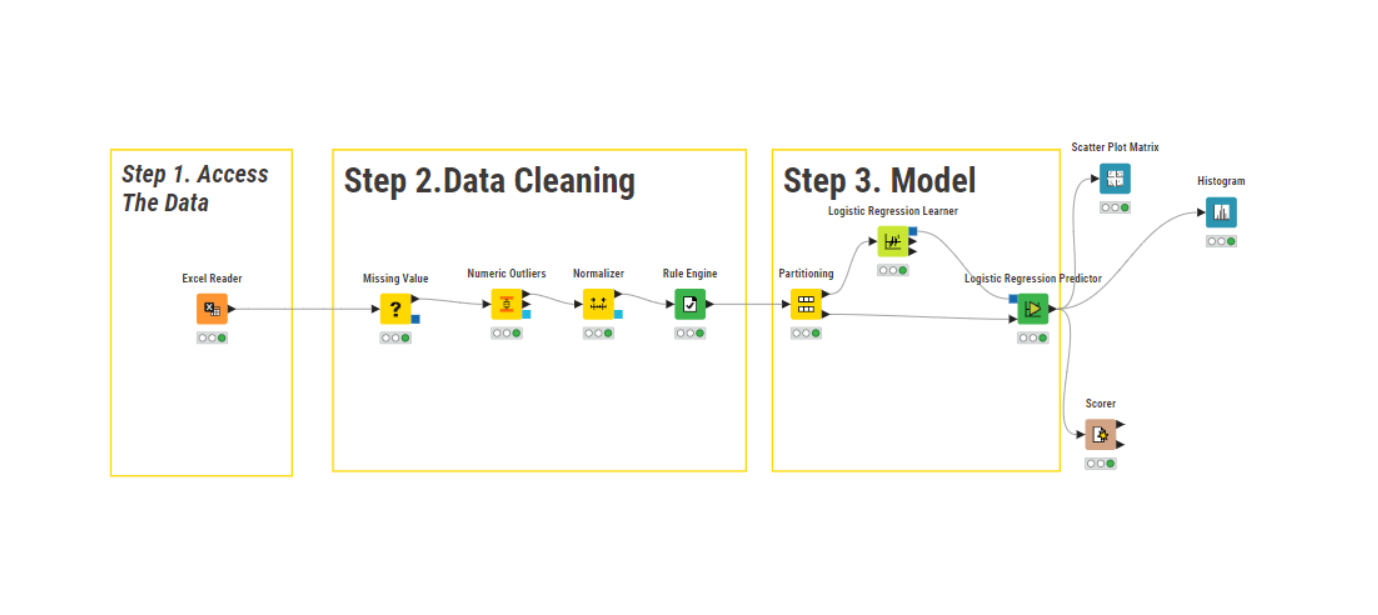 Step 1. Access
The Data
Excel Reader
Step 2.Data Cleaning
Missing Value
Numeric Outliers
Normalizer
Rule Engine
Step 3. Model
Logistic Regression Learner
Partitioning
Logistic Regression Predictor
Scatter Plot Matrix
Histogram
Scorer